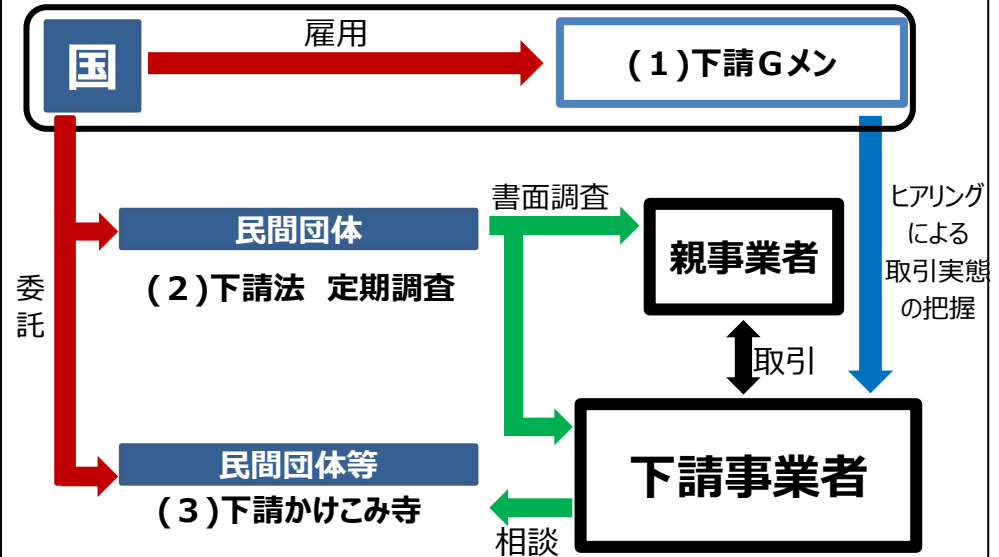 雇用
国
(1)下請Gメン
書面調査
ヒアリング
による
取引実態
の把握
民間団体
親事業者
(2)下請法 定期調査
委
託
取引
民間団体等
下請事業者
(3)下請かけこみ寺
相談